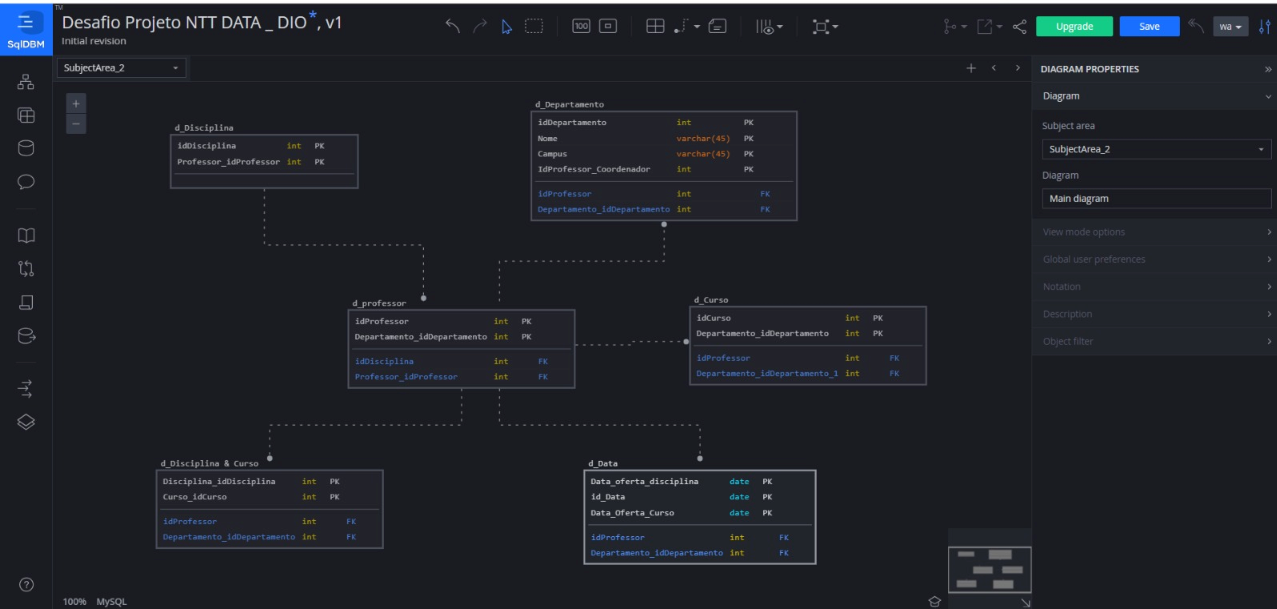 TM
Desafio Projeto NTT DATA _ DIO*, v1
Initial revision
SqlDBM
100
Upgrade
Save
wa
SubjectArea_2
DIAGRAM PROPERTIES
Diagram
Subject area
SubjectArea_2
Diagram
Main diagram
View mode options
Global user preferences
Notation
Description
Object filter
d_Disciplina
idDisciplina int PK
Professor_idProfessor int PK
d_Departamento
idDepartamento int PK
Nome varchar(45) PK
Campus varchar(45) PK
IdProfessor_Coordenador int PK
idProfessor int FK
Departamento_idDepartamento int FK
d_professor
idProfessor int PK
Departamento_idDepartamento int PK
idDisciplina int FK
Professor_idProfessor int FK
d_Curso
idCurso int PK
Departamento_idDepartamento int PK
idProfessor int FK
Departamento_idDepartamento_1 int FK
d_Disciplina & Curso
Disciplina_idDisciplina int PK
Curso_idCurso int PK
idProfessor int FK
Departamento_idDepartamento int FK
d_Data
Data_oferta_disciplina date PK
id_Data date PK
Data_Oferta_Curso date PK
idProfessor int FK
Departamento_idDepartamento int FK
100% MySQL